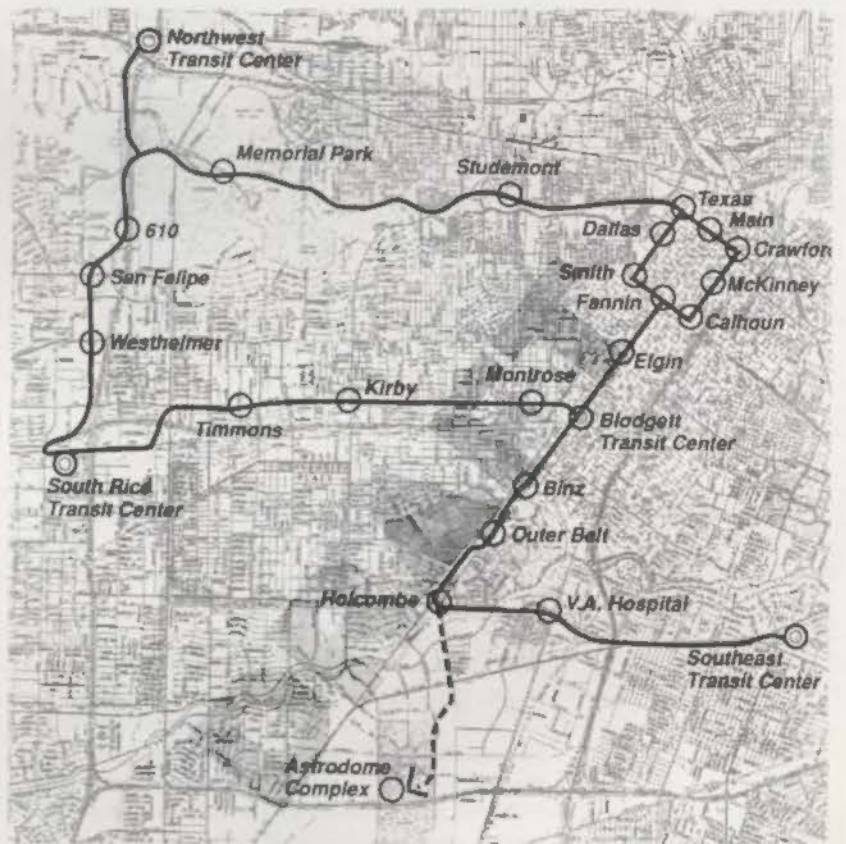 Northwest
Transit Center
Memorial Park
Studemont
Texas
Main
Dallas
Crawford
610
Smith
San Felipe
McKinney
Fannin
Calhoun
Westheimer
Elgin
Kirby
Montrose
Timmons
Blodgett
Transit Center
South Rice
Transit Center
Binz
Outer Belt
Holcombe
V.A. Hospital
Southeast
Transit Center
Astrodome
Complex